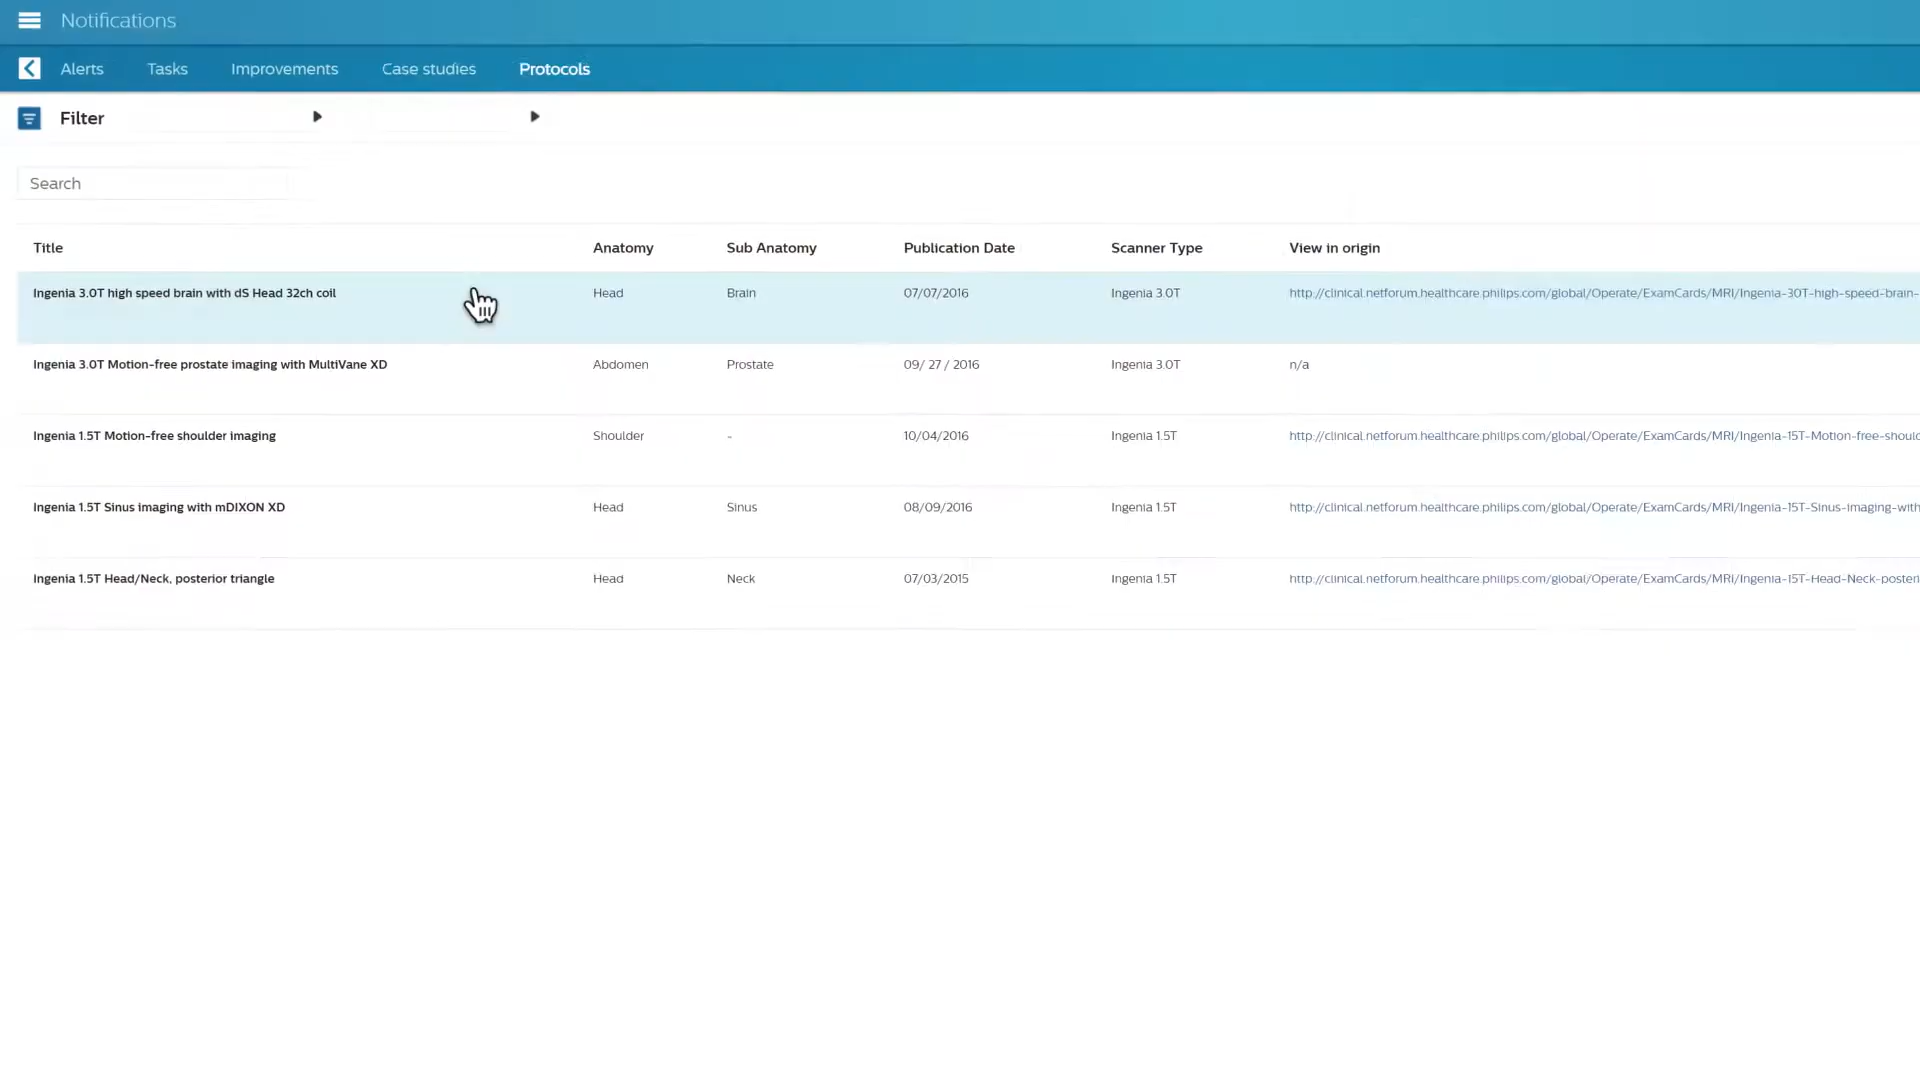 Notifications
Alerts Tasks Improvements Case studies Protocols
Filter
Search
Title Anatomy Sub Anatomy Publication Date Scanner Type View in origin
Ingenia 3.0T high speed brain with dS Head 32ch coil Head Brain 07/07/2016 Ingenia 3.0T http://clinical.netforum.healthcare.philips.com/global/Operate/ExamCards/MRI/Ingenia-30T-high-speed-brain-
Ingenia 3.0T Motion-free prostate imaging with MultiVane XD Abdomen Prostate 09/ 27 / 2016 Ingenia 3.0T n/a
Ingenia 1.5T Motion-free shoulder imaging Shoulder - 10/04/2016 Ingenia 1.5T http://clinical.netforum.healthcare.philips.com/global/Operate/ExamCards/MRI/Ingenia-15T-Motion-free-should
Ingenia 1.5T Sinus imaging with mDIXON XD Head Sinus 08/09/2016 Ingenia 1.5T http://clinical.netforum.healthcare.philips.com/global/Operate/ExamCards/MRI/Ingenia-15T-Sinus-imaging-with
Ingenia 1.5T Head/Neck, posterior triangle Head Neck 07/03/2015 Ingenia 1.5T http://clinical.netforum.healthcare.philips.com/global/Operate/ExamCards/MRI/Ingenia-15T-Head-Neck-posteri